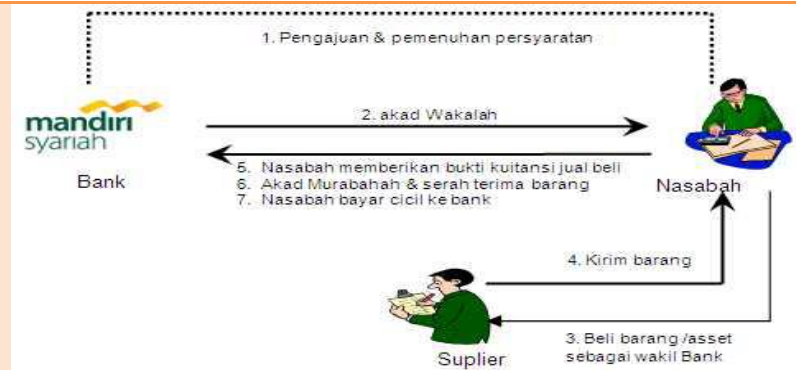 1. Pengajuan & pemenuhan persyaratan
mandiri
syariah
Bank
2. akad Wakalah
5. Nasabah memberikan bukti kuitansi jual beli
6. Akad Murabahah & serah terima barang
7. Nasabah bayar cicil ke bank
Nasabah
4. Kirim barang
3. Beli barang /asset
sebagai wakil Bank
Suplier